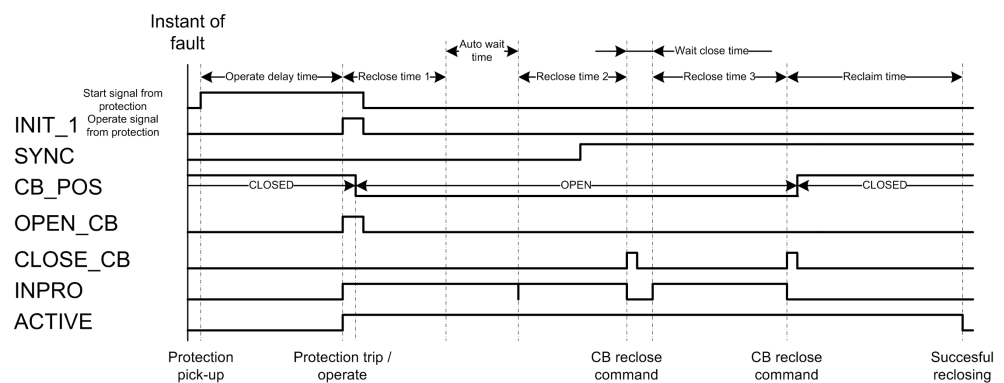 Instant of
fault
Auto wait
time
Wait close time
Operate delay time
Reclose time 1
Reclose time 2
Reclose time 3
Reclaim time
Start signal from
protection
INIT_1
Operate signal
from protection
SYNC
CB_POS
CLOSED
OPEN
CLOSED
OPEN_CB
CLOSE_CB
INPRO
ACTIVE
Protection
pick-up
Protection trip /
operate
CB reclose
command
CB reclose
command
Succesful
reclosing